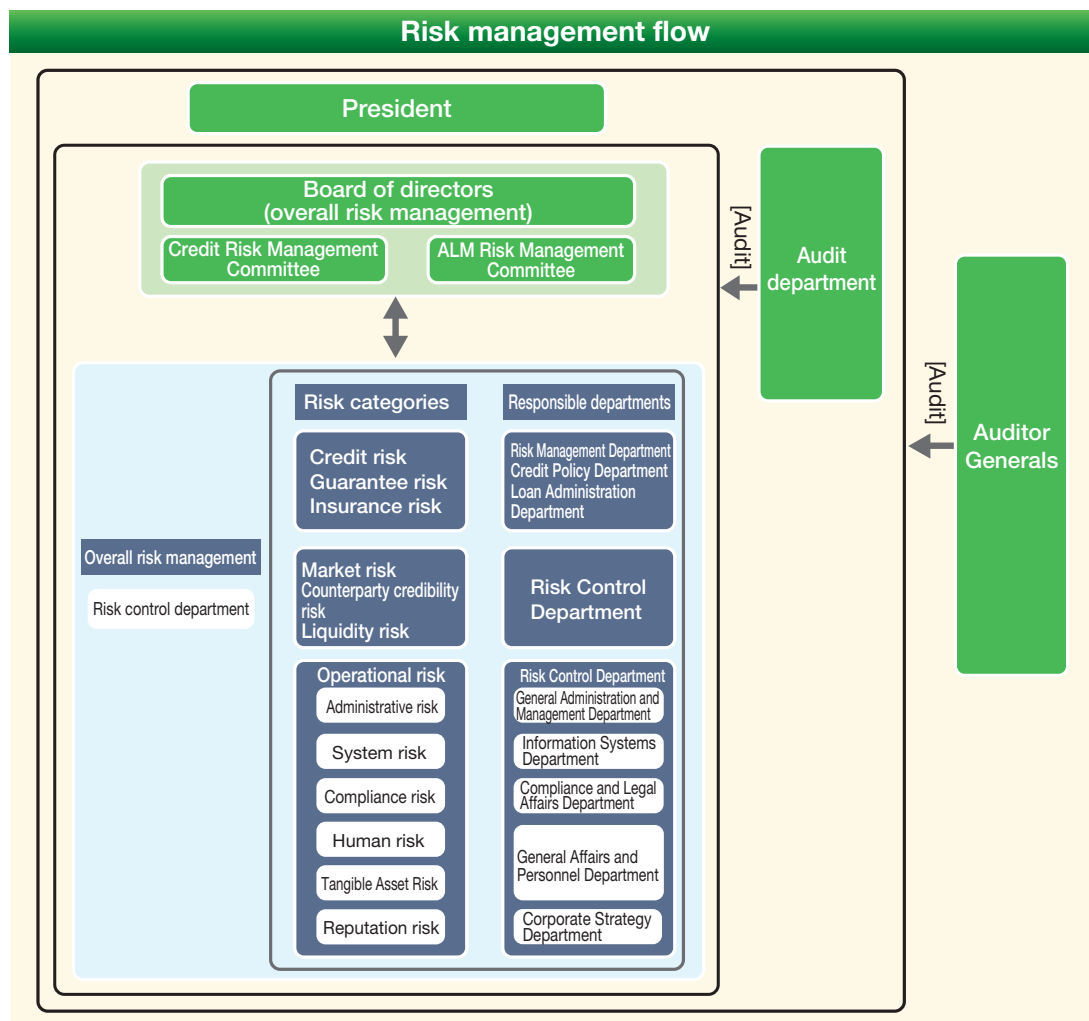 Risk management flow
President
Board of directors
(overall risk management)
Credit Risk Management
Committee
ALM Risk Management
Committee
[Audit]
Audit
department
[Audit]
Auditor
Generals
Overall risk management
Risk control department
Risk categories
Responsible departments
Credit risk
Guarantee risk
Insurance risk
Risk Management Department
Credit Policy Department
Loan Administration
Department
Market risk
Counterparty credibility
risk
Liquidity risk
Risk Control
Department
Operational risk
Administrative risk
System risk
Compliance risk
Human risk
Tangible Asset Risk
Reputation risk
Risk Control Department
General Administration and
Management Department
Information Systems
Department
Compliance and Legal
Affairs Department
General Affairs and
Personnel Department
Corporate Strategy
Department